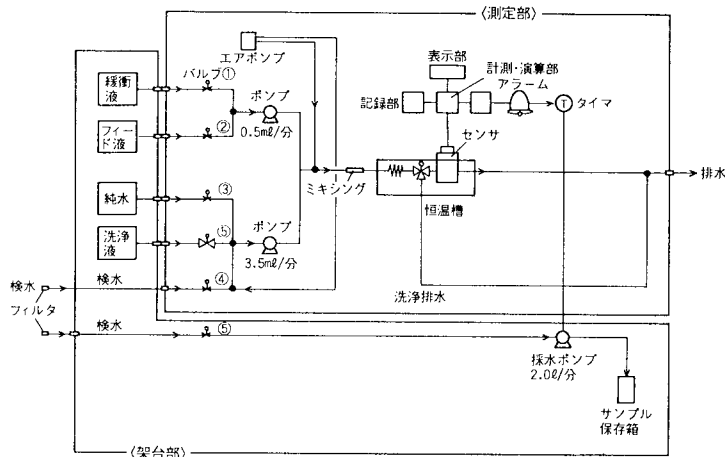 〈測定部〉
エアポンプ
表示部
計測・演算部
アラーム
記録部
T
タイマ
センサ
緩衝
液
バルブ①
ポンプ
0.5ml/分
フィー
ド液
②
ミキシング
恒温槽
排水
純水
③
洗浄
液
⑤
ポンプ
3.5ml/分
検水
検水
④
洗浄排水
フィルタ
検水
⑤
採水ポンプ
2.0ℓ/分
サンプル
保存箱
〈架台部〉